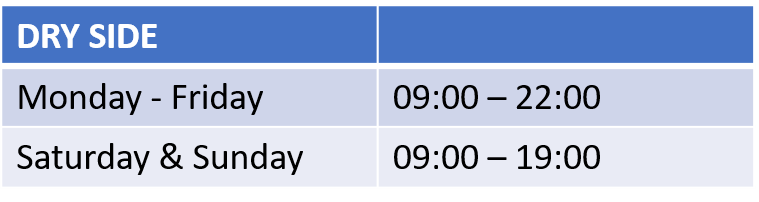 DRY SIDE
Monday - Friday 09:00 – 22:00
Saturday & Sunday 09:00 – 19:00